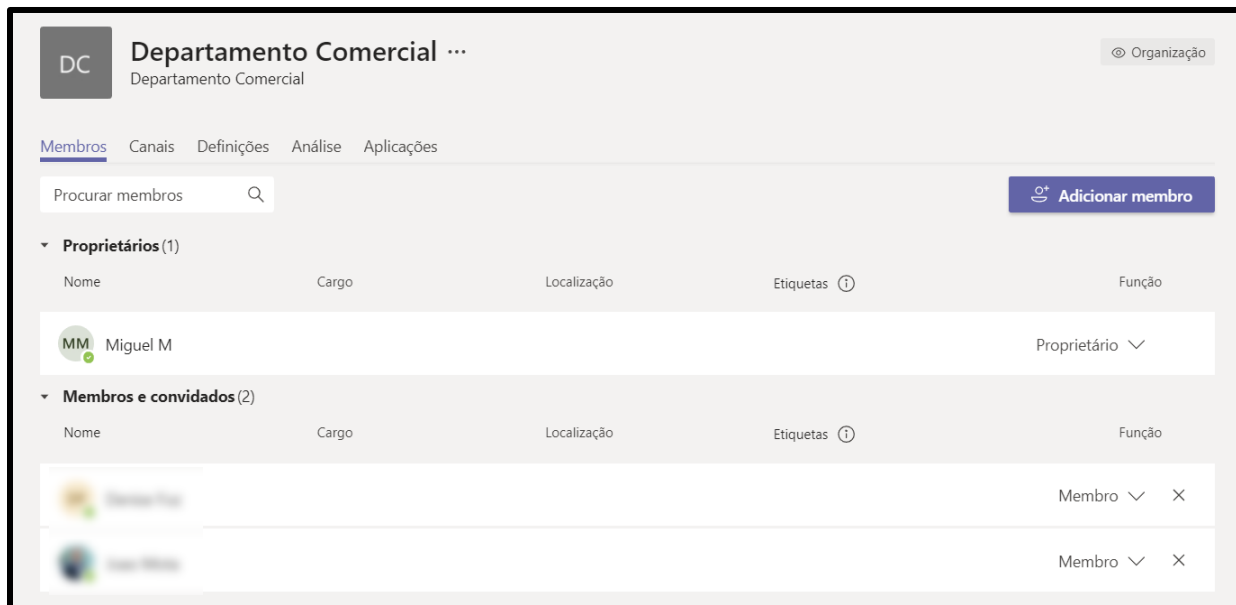 DC
Departamento Comercial ...
Departamento Comercial
Organização
Membros Canais Definições Análise Aplicações
Procurar membros
Adicionar membro
Proprietários (1)
Nome Cargo Localização Etiquetas Função
MM Miguel M Proprietário
Membros e convidados (2)
Nome Cargo Localização Etiquetas Função
Membro
Membro